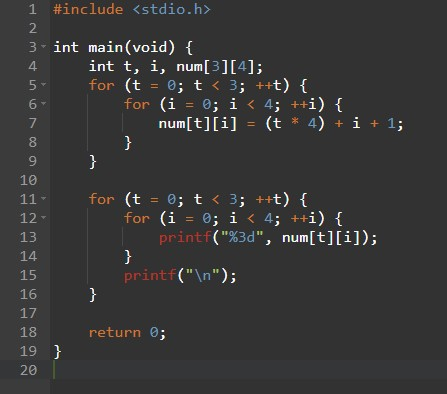 1 #include <stdio.h>
2
3 int main(void) {
4     int t, i, num[3][4];
5     for (t = 0; t < 3; ++t) {
6         for (i = 0; i < 4; ++i) {
7             num[t][i] = (t * 4) + i + 1;
8         }
9     }
10
11     for (t = 0; t < 3; ++t) {
12         for (i = 0; i < 4; ++i) {
13             printf("%3d", num[t][i]);
14         }
15         printf("\n");
16     }
17
18     return 0;
19 }
20